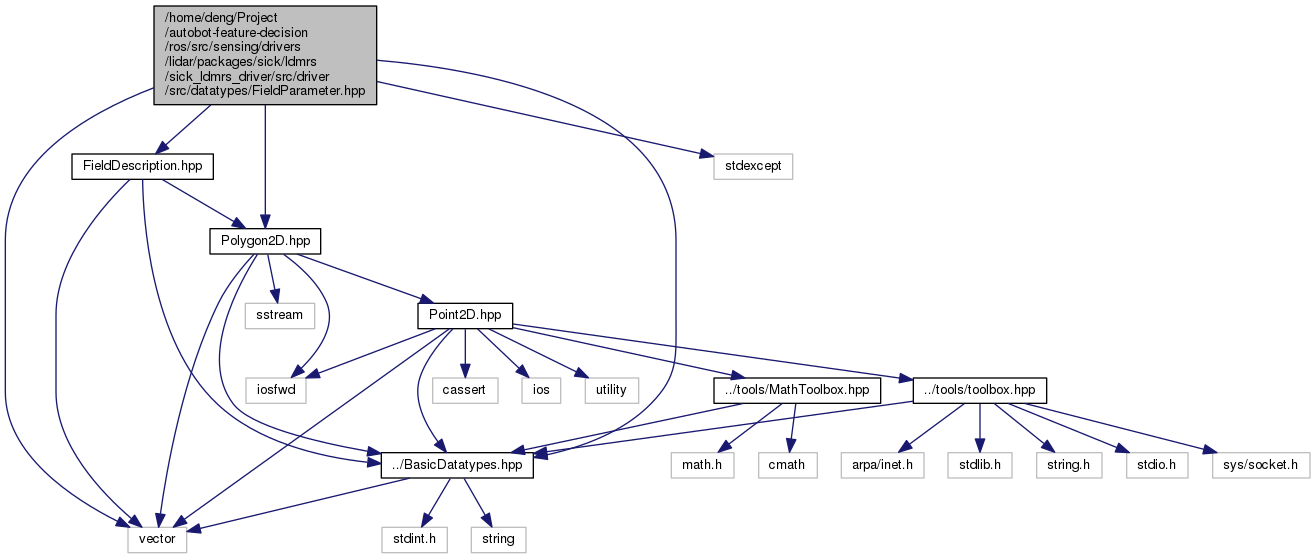 /home/deng/Project
/autobot-feature-decision
/ros/src/sensing/drivers
/lidar/packages/sick/ldmrs
/sick_ldmrs_driver/src/driver
/src/datatypes/FieldParameter.hpp
FieldDescription.hpp
stdexcept
Polygon2D.hpp
sstream
Point2D.hpp
iosfwd
cassert
ios
utility
../tools/MathToolbox.hpp
../tools/toolbox.hpp
../BasicDatatypes.hpp
math.h
cmath
arpa/inet.h
stdlib.h
string.h
stdio.h
sys/socket.h
vector
stdint.h
string